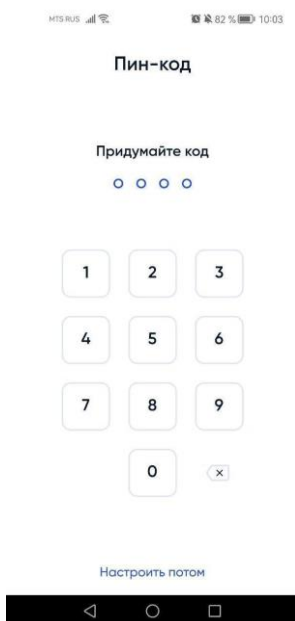 MTS RUS 82 % 10:03
Пин-код
Придумайте код
1 2 3
4 5 6
7 8 9
0
Настроить потом